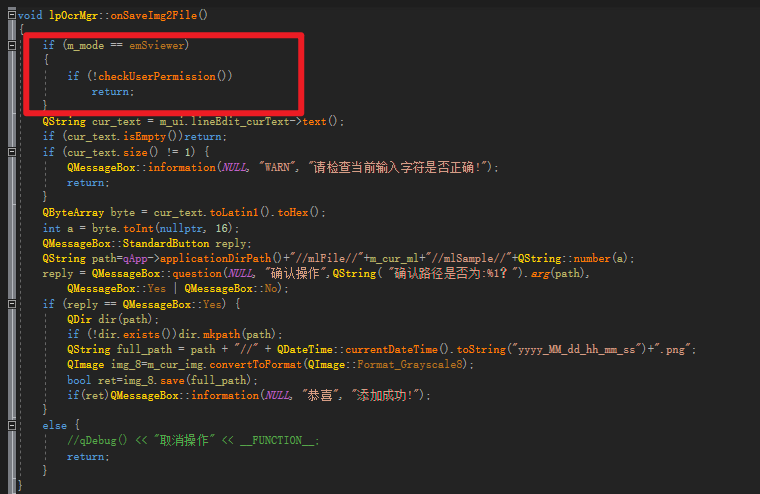 void lpOcrMgr::onSaveImg2File()
{
if (m_mode == emSviewer)
{
if (!checkUserPermission())
return;
}
QString cur_text = m_ui.lineEdit_curText->text();
if (cur_text.isEmpty())return;
if (cur_text.size() != 1) {
QMessageBox::information(NULL, "WARN", "请检查当前输入字符是否正确!");
return;
}
QByteArray byte = cur_text.toLatin1().toHex();
int a = byte.toInt(nullptr, 16);
QMessageBox::StandardButton reply;
QString path=qApp->applicationDirPath()+"//mlFile//"+m_cur_ml+"//mlSample//"+QString::number(a);
reply = QMessageBox::question(NULL, "确认操作",QString( "确认路径是否为:%1？").arg(path),
QMessageBox::Yes | QMessageBox::No);
if (reply == QMessageBox::Yes) {
QDir dir(path);
if (!dir.exists())dir.mkpath(path);
QString full_path = path + "//" + QDateTime::currentDateTime().toString("yyyy_MM_dd_hh_mm_ss")+".png";
QImage img_8=m_cur_img.convertToFormat(QImage::Format_Grayscale8);
bool ret=img_8.save(full_path);
if(ret)QMessageBox::information(NULL, "恭喜", "添加成功!");
}
else {
//qDebug() << "取消操作" << __FUNCTION__;
return;
}
}